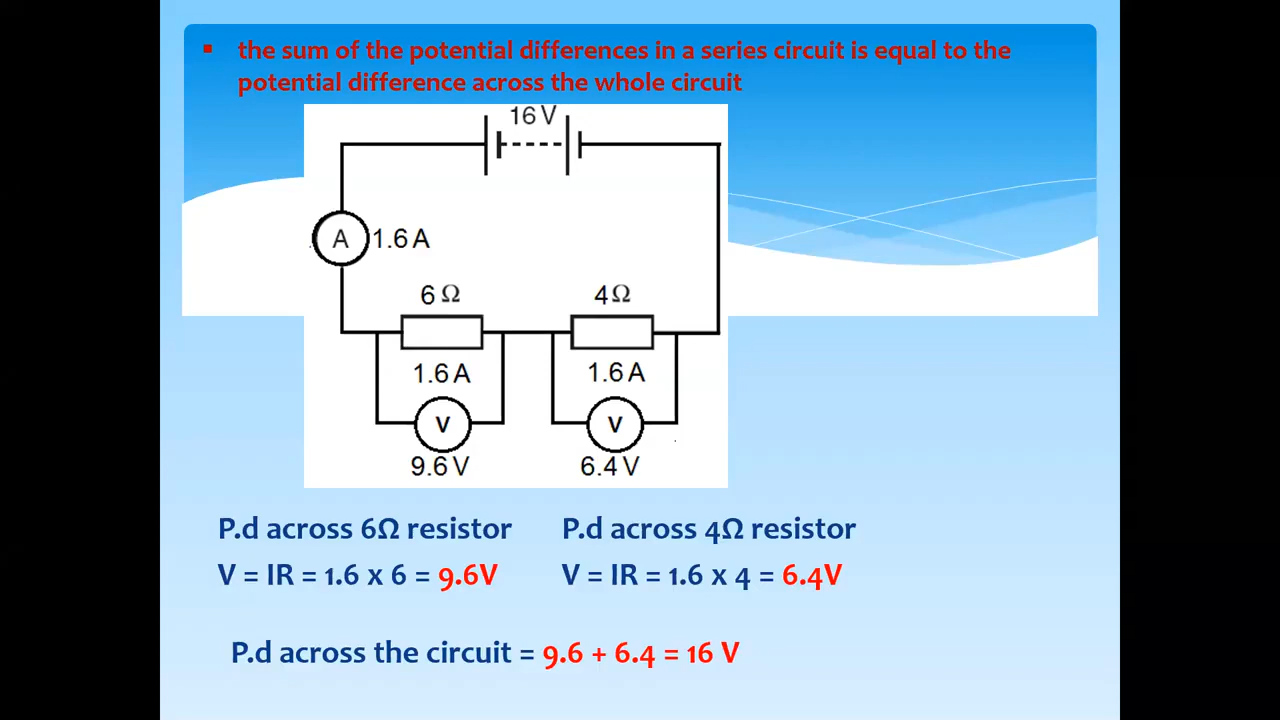 ▪ the sum of the potential differences in a series circuit is equal to the
potential difference across the whole circuit
16 V
A 1.6 A
6 Ω 4 Ω
1.6 A 1.6 A
V V
9.6 V 6.4 V
P.d across 6Ω resistor P.d across 4Ω resistor
V = IR = 1.6 x 6 = 9.6V V = IR = 1.6 x 4 = 6.4V
P.d across the circuit = 9.6 + 6.4 = 16 V